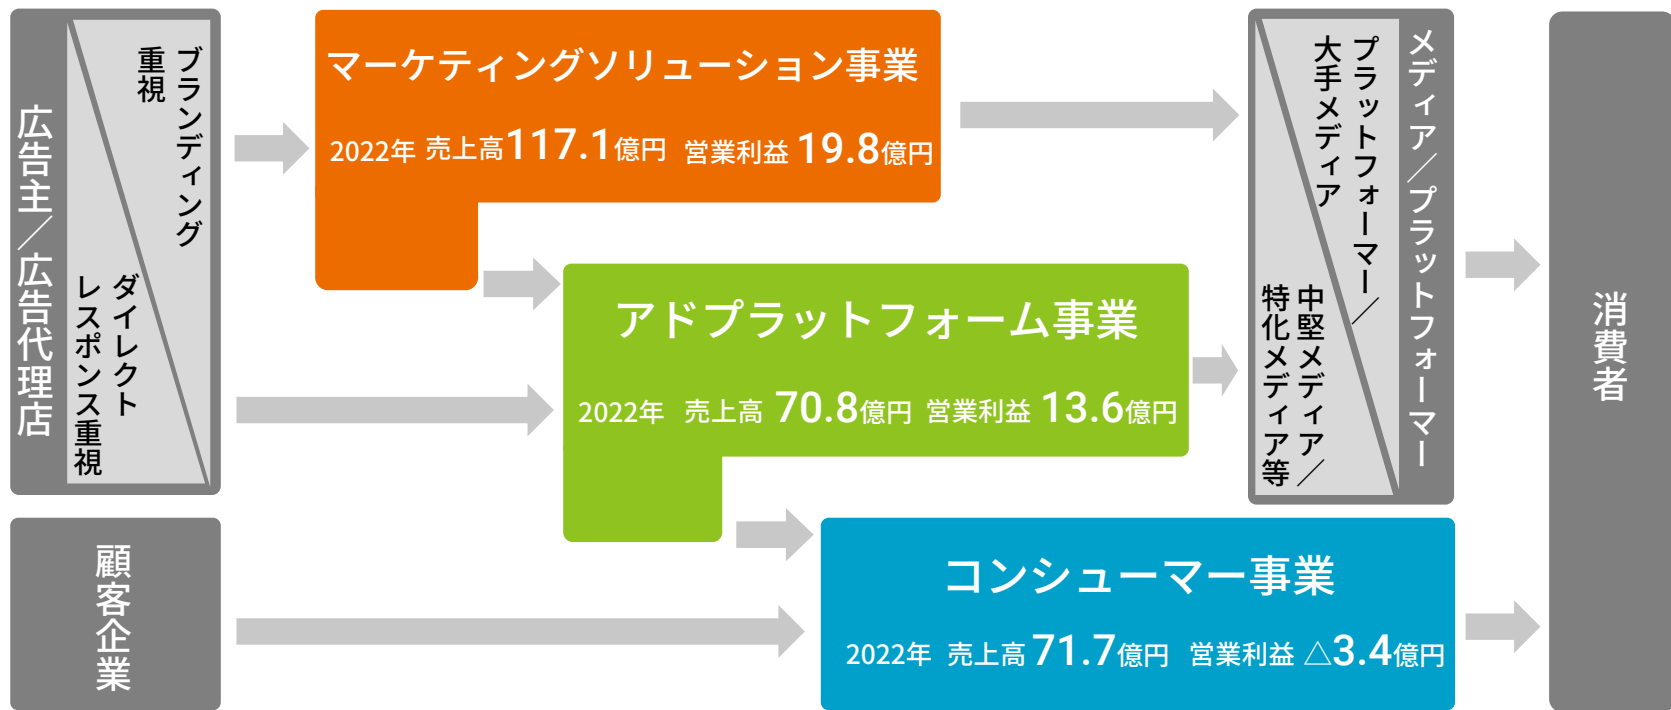 広告主／広告代理店
ブランディング
重視
ダイレクト
レスポンス重視
マーケティングソリューション事業
2022年 売上高117.1億円 営業利益 19.8億円
アドプラットフォーム事業
2022年 売上高 70.8億円 営業利益 13.6億円
メディア／プラットフォーマー
プラットフォーマー／
大手メディア
中堅メディア／
特化メディア等
消費者
顧客企業
コンシューマー事業
2022年 売上高 71.7億円 営業利益 △3.4億円